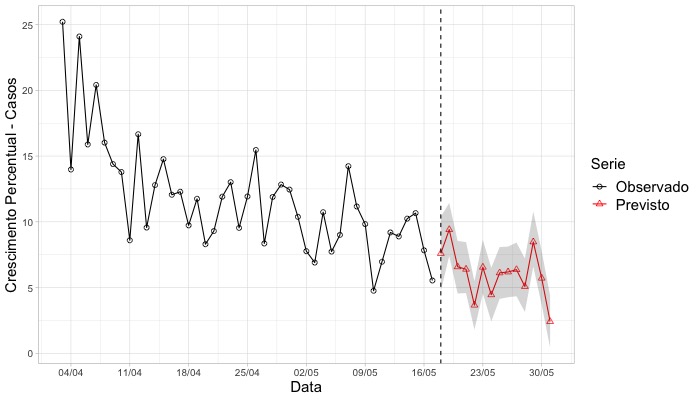 Crescimento Percentual - Casos
25
20
15
10
5
0
04/04 11/04 18/04 25/04 02/05 09/05 16/05 23/05 30/05
Data
Serie
Observado
Previsto